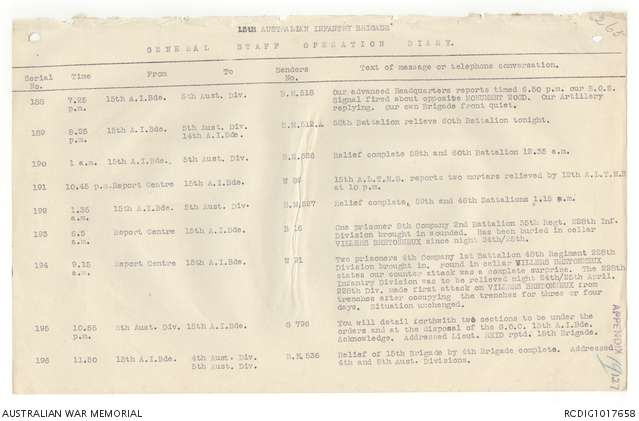 15th AUSTRALIAN INFANTRY BRIGADE
GENERAL STAFF OPERATION DIARY.
Serial No. Time From To Senders No. Text of message or telephone conversation.
188 7.25 p.m. 15th A.I.Bde. 5th Aust. Div. B.M.518 Our advanced Headquarters reports timed 6.50 p.m. our S.O.S.
Signal fired about opposite MONUMENT WOOD. Our Artillery
replying. Our own Brigade front quiet.
189 8.25 p.m. 15th A.I.Bde. 5th Aust. Div. 14th A.I.Bde. B.M.512.A 58th Battalion relieve 60th Battalion tonight.
190 1 a.m. 15th A.I.Bde. 5th Aust. Div. B.M.526 Relief complete 58th and 60th Battalion 12.35 a.m.
191 10.45 p.m. Report Centre 15th A.I.Bde. W 89 15th A.L.T.M.B. reports two mortars relieved by 12th A.L.T.M.B
at 10 p.m.
192 1.36 a.m. 15th A.I.Bde. 5th Aust. Div. B.M.527 Relief complete, 59th and 48th Battalions 1.15 a.m.
193 6.5 a.m. Report Centre 15th A.I.Bde. B 16 One prisoner 9th Company 2nd Battalion 35th Regt. 228th Inf.
Division brought in wounded. Has been buried in cellar
VILLERS BRETONNEUX since night 24th/25th.
194 9.15 a.m. Report Centre 15th A.I.Bde. W 21 Two prisoners 4th Company 1st Battalion 48th Regiment 228th
Division brought in. Found in cellar VILLERS BRETONNEUX
states our counter attack was a complete surprise. The 228th
Infantry Division was to be relieved night 24th/25th April.
228th Div. made first attack on VILLERS BRETONNEUX from
trenches after occupying the trenches for three or four
days. Situation unchanged.
195 10.55 p.m. 5th Aust. Div. 15th A.I.Bde. G 796 You will detail forthwith two sections to be under the
orders and at the disposal of the G.O.C. 15th A.I.Bde.
Acknowledge. Addressed Lieut. REID rptd. 15th Brigade.
196 11.50 15th A.I.Bde. 4th Aust. Div. 5th Aust. Div. B.M.536 Relief of 15th Brigade by 4th Brigade complete. Addressed
4th and 5th Aust. Divisions.
APPENDIX
127
AUSTRALIAN WAR MEMORIAL
RCDIG1017658